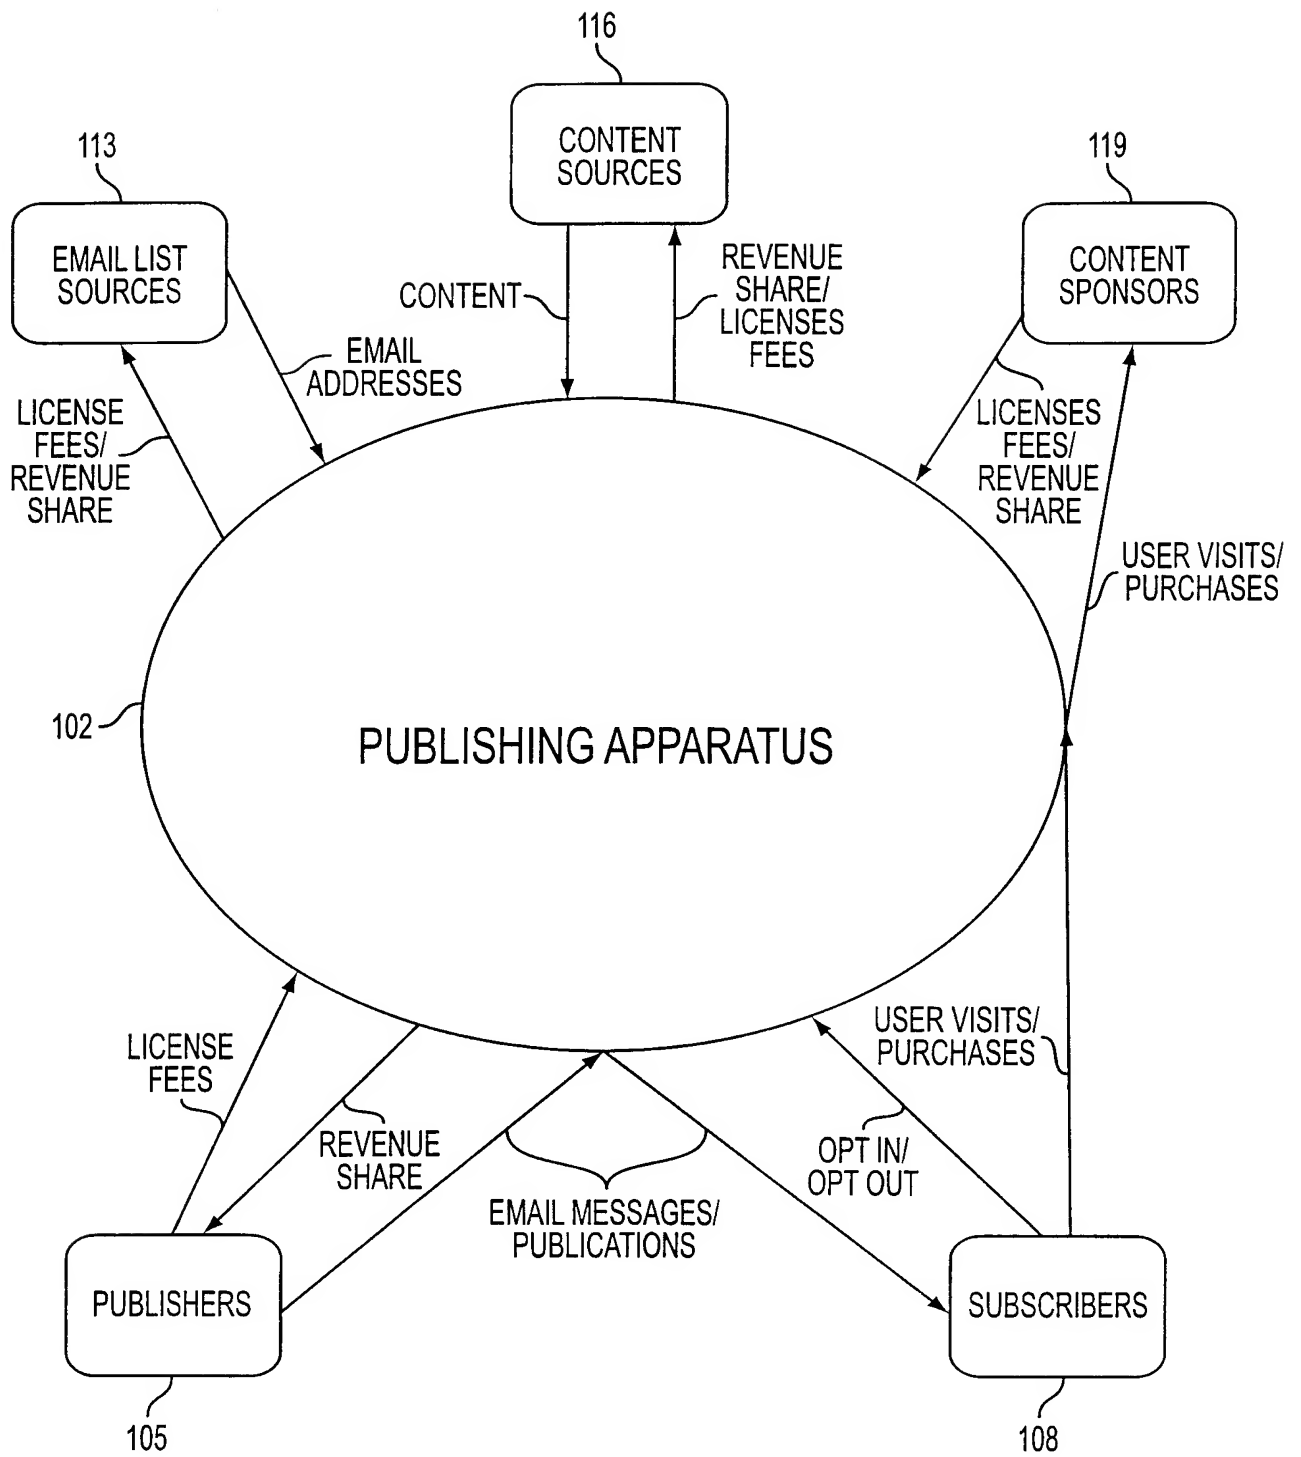 116
CONTENT
SOURCES
113
EMAIL LIST
SOURCES
119
CONTENT
SPONSORS
CONTENT
REVENUE
SHARE/
LICENSES
FEES
EMAIL
ADDRESSES
LICENSE
FEES/
REVENUE
SHARE
LICENSES
FEES/
REVENUE
SHARE
USER VISITS/
PURCHASES
102
PUBLISHING APPARATUS
LICENSE
FEES
REVENUE
SHARE
EMAIL MESSAGES/
PUBLICATIONS
USER VISITS/
PURCHASES
OPT IN/
OPT OUT
PUBLISHERS
105
SUBSCRIBERS
108